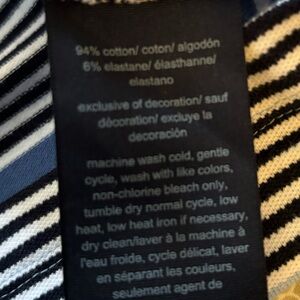 94% cotton/ coton/ algodón
6% elastane/ élasthanne/
elastano
exclusive of decoration/ sauf
décoration/ excluye la
decoración
machine wash cold, gentle
cycle, wash with like colors,
non-chlorine bleach only,
tumble dry normal cycle, low
heat, low heat iron if necessary,
dry clean/laver à la machine à
l'eau froide, cycle délicat, laver
en séparant les couleurs,
seulement agent de